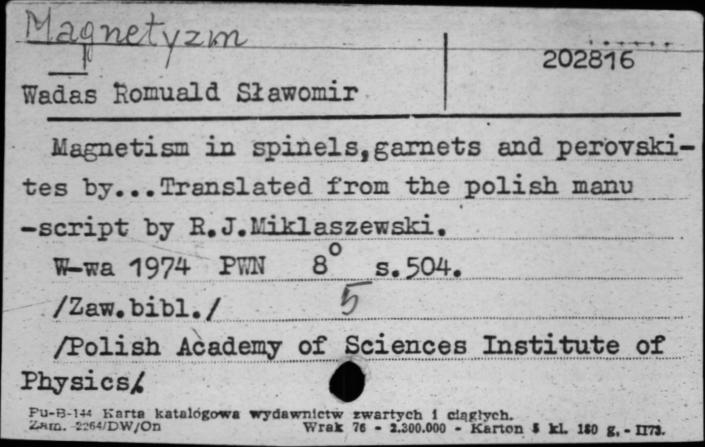 Magnetyzm
202816
Wadas Romuald Sławomir
Magnetism in spinels,garnets and perovski-
tes by...Translated from the polish manu
-script by R.J.Miklaszewski.
W-wa 1974 PWN 8° s.504.
/Zaw.bibl./ 5
/Polish Academy of Sciences Institute of
Physics/
Pu-B-144 Karta katalogowa wydawnictw zwartych i ciągłych.
Zam. 2264/DW/On Wrak 76 - 2.300.000 - Karton 5 kl. 180 g, - II73.